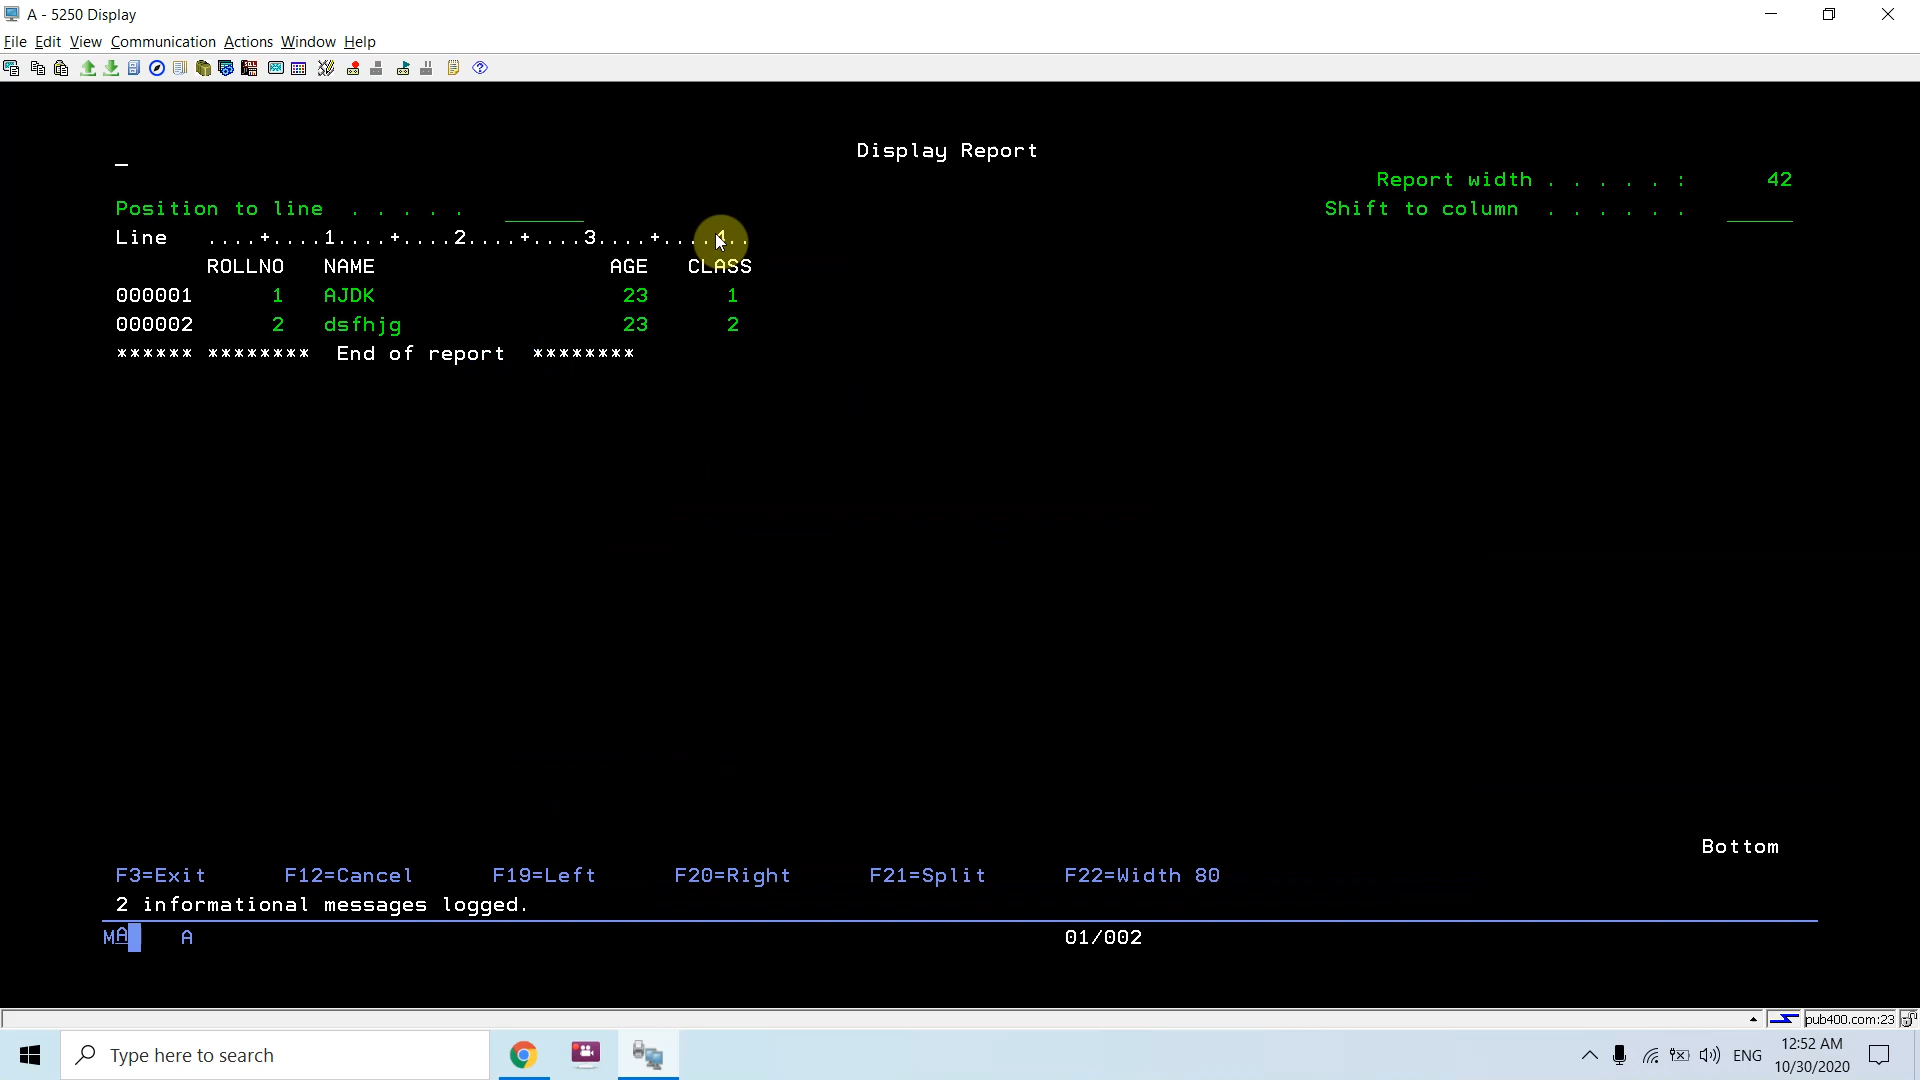 A - 5250 Display
File Edit View Communication Actions Window Help
Display Report
Report width . . . . . : 42
Position to line . . . . .
Shift to column . . . . . .
Line ....+....1....+....2....+....3....+....4..
ROLLNO NAME AGE CLASS
000001 1 AJDK 23 1
000002 2 dsfhjg 23 2
****** ******** End of report ********
Bottom
F3=Exit F12=Cancel F19=Left F20=Right F21=Split F22=Width 80
2 informational messages logged.
MA A 01/002
pub400.com:23
Type here to search
ENG
12:52 AM
10/30/2020